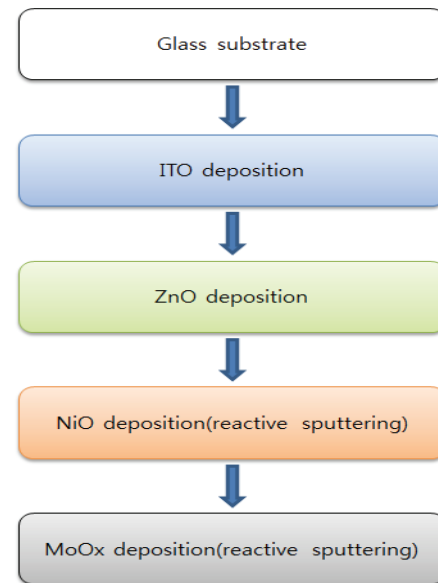 Glass substrate
ITO deposition
ZnO deposition
NiO deposition(reactive sputtering)
MoOx deposition(reactive sputtering)